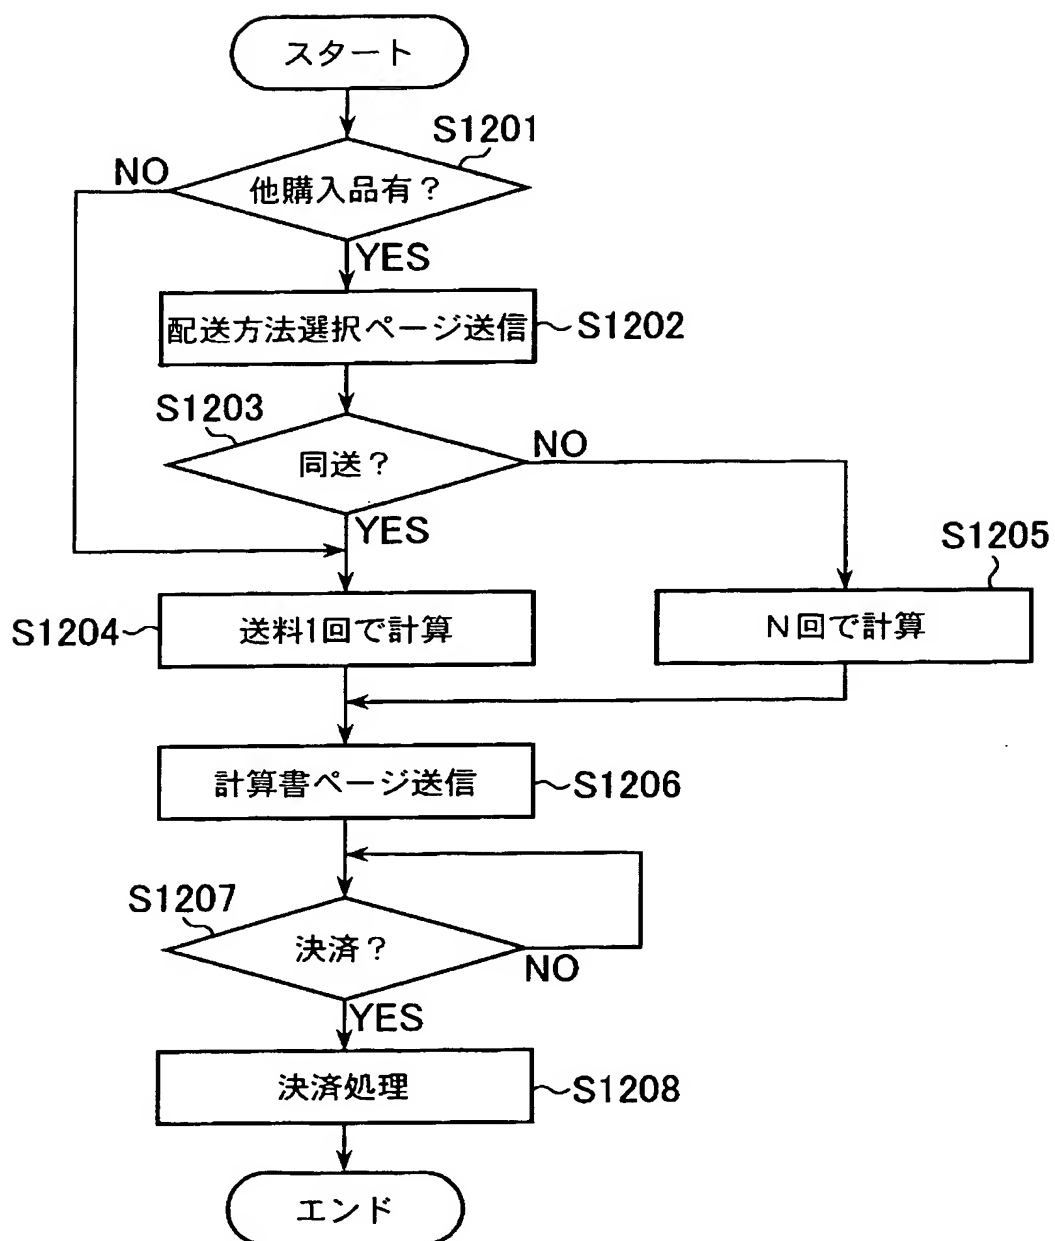 スタート
S1201
NO
他購入品有？
YES
配送方法選択ページ送信
S1202
S1203
同送？
NO
YES
S1205
S1204
送料1回で計算
N回で計算
計算書ページ送信
S1206
S1207
決済？
NO
YES
決済処理
S1208
エンド